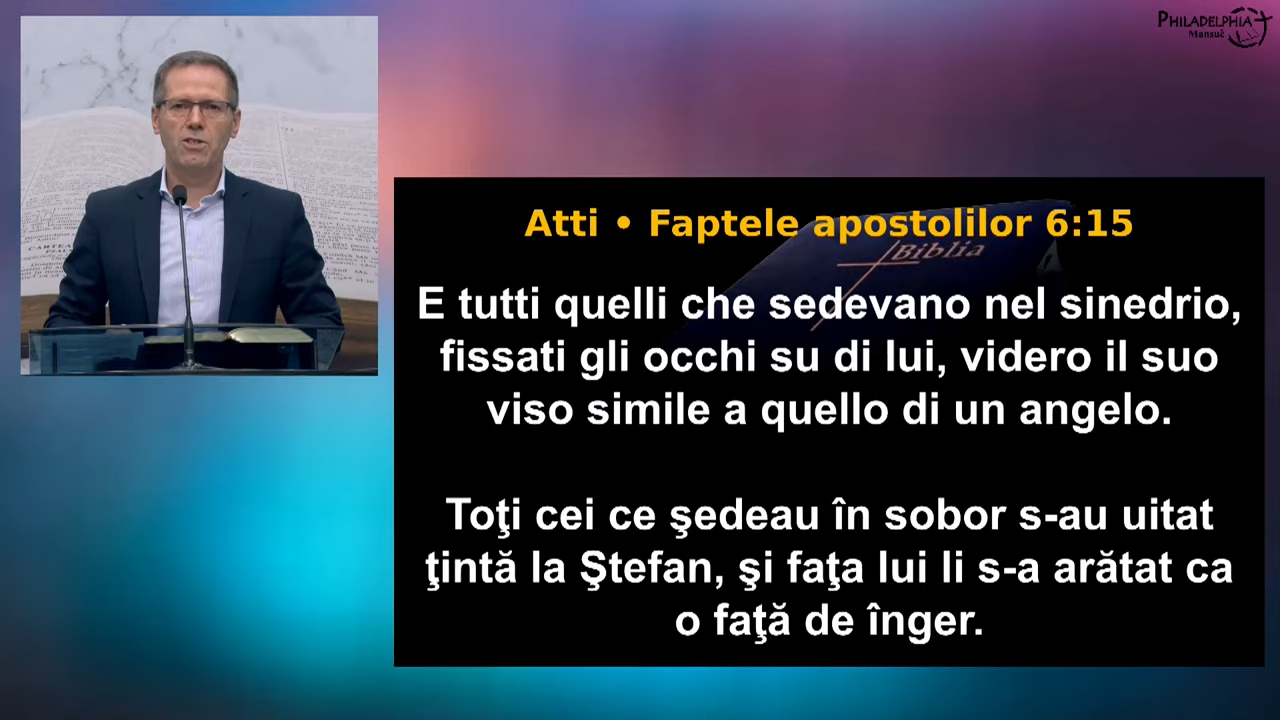 PHILADELPHIA
Mansuè
Atti • Faptele apostolilor 6:15
Biblia
E tutti quelli che sedevano nel sinedrio,
fissati gli occhi su di lui, videro il suo
viso simile a quello di un angelo.
Toţi cei ce şedeau în sobor s-au uitat
ţintă la Ştefan, şi faţa lui li s-a arătat ca
o faţă de înger.